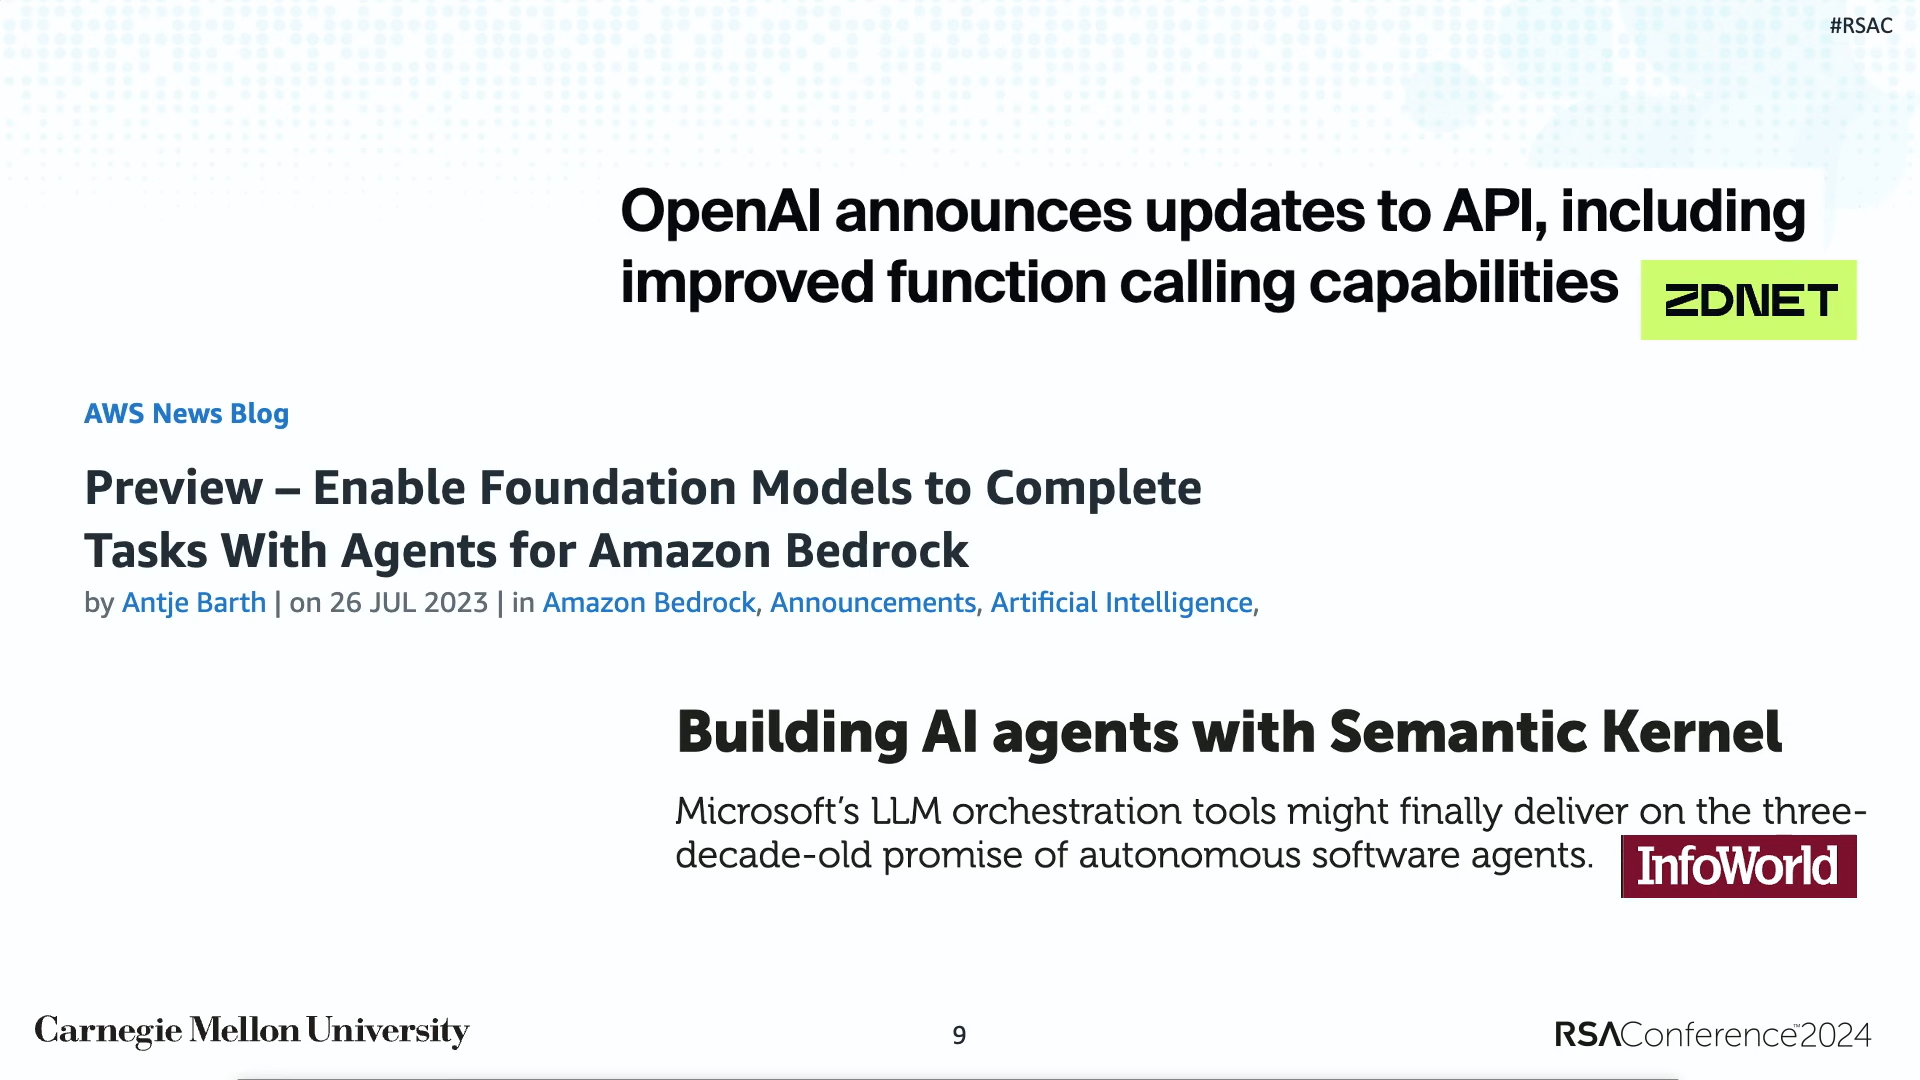 #RSAC
OpenAI announces updates to API, including
improved function calling capabilities
ZDNET
AWS News Blog
Preview – Enable Foundation Models to Complete
Tasks With Agents for Amazon Bedrock
by Antje Barth | on 26 JUL 2023 | in Amazon Bedrock, Announcements, Artificial Intelligence,
Building AI agents with Semantic Kernel
Microsoft’s LLM orchestration tools might finally deliver on the three-
decade-old promise of autonomous software agents.
InfoWorld
Carnegie Mellon University
9
RSAConference™2024